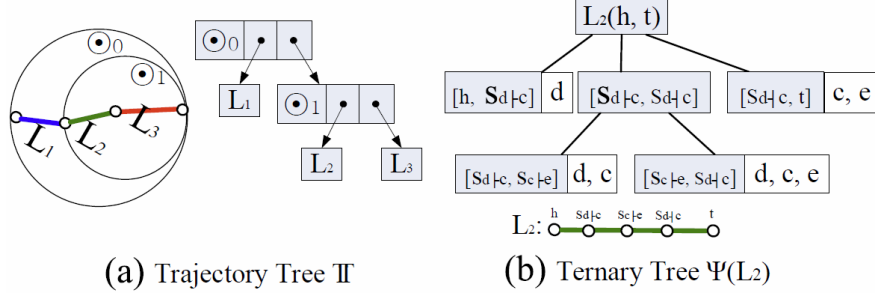 ⊙0
⊙1
L1
L2
L3
⊙0
L1
⊙1
L2
L3
(a) Trajectory Tree 𝕋
L2(h, t)
[h, Sd⊢c] d
[Sd⊢c, Sd⊣c]
[Sd⊣c, t] c, e
[Sd⊢c, Sc⊢e] d, c
[Sc⊢e, Sd⊣c] d, c, e
h Sd⊢c Sc⊢e Sd⊣c t
L2:
(b) Ternary Tree Ψ(L2)